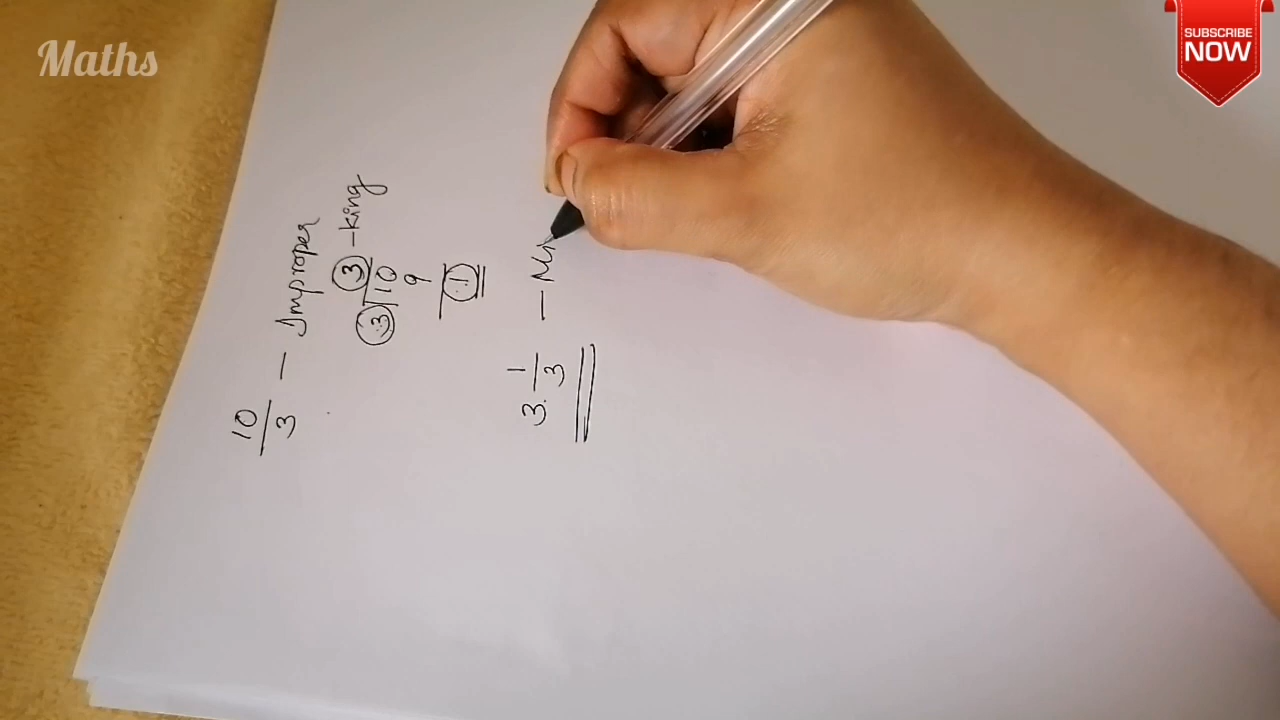 Maths
SUBSCRIBE
NOW
10/3 - Improper
3 - king
3)10
9
1
3 1/3 -